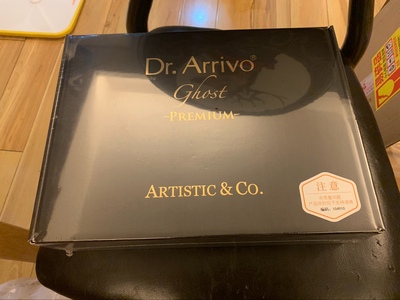 Dr. Arrivo®
Ghost
-PREMIUM-
ARTISTIC & CO.
注意